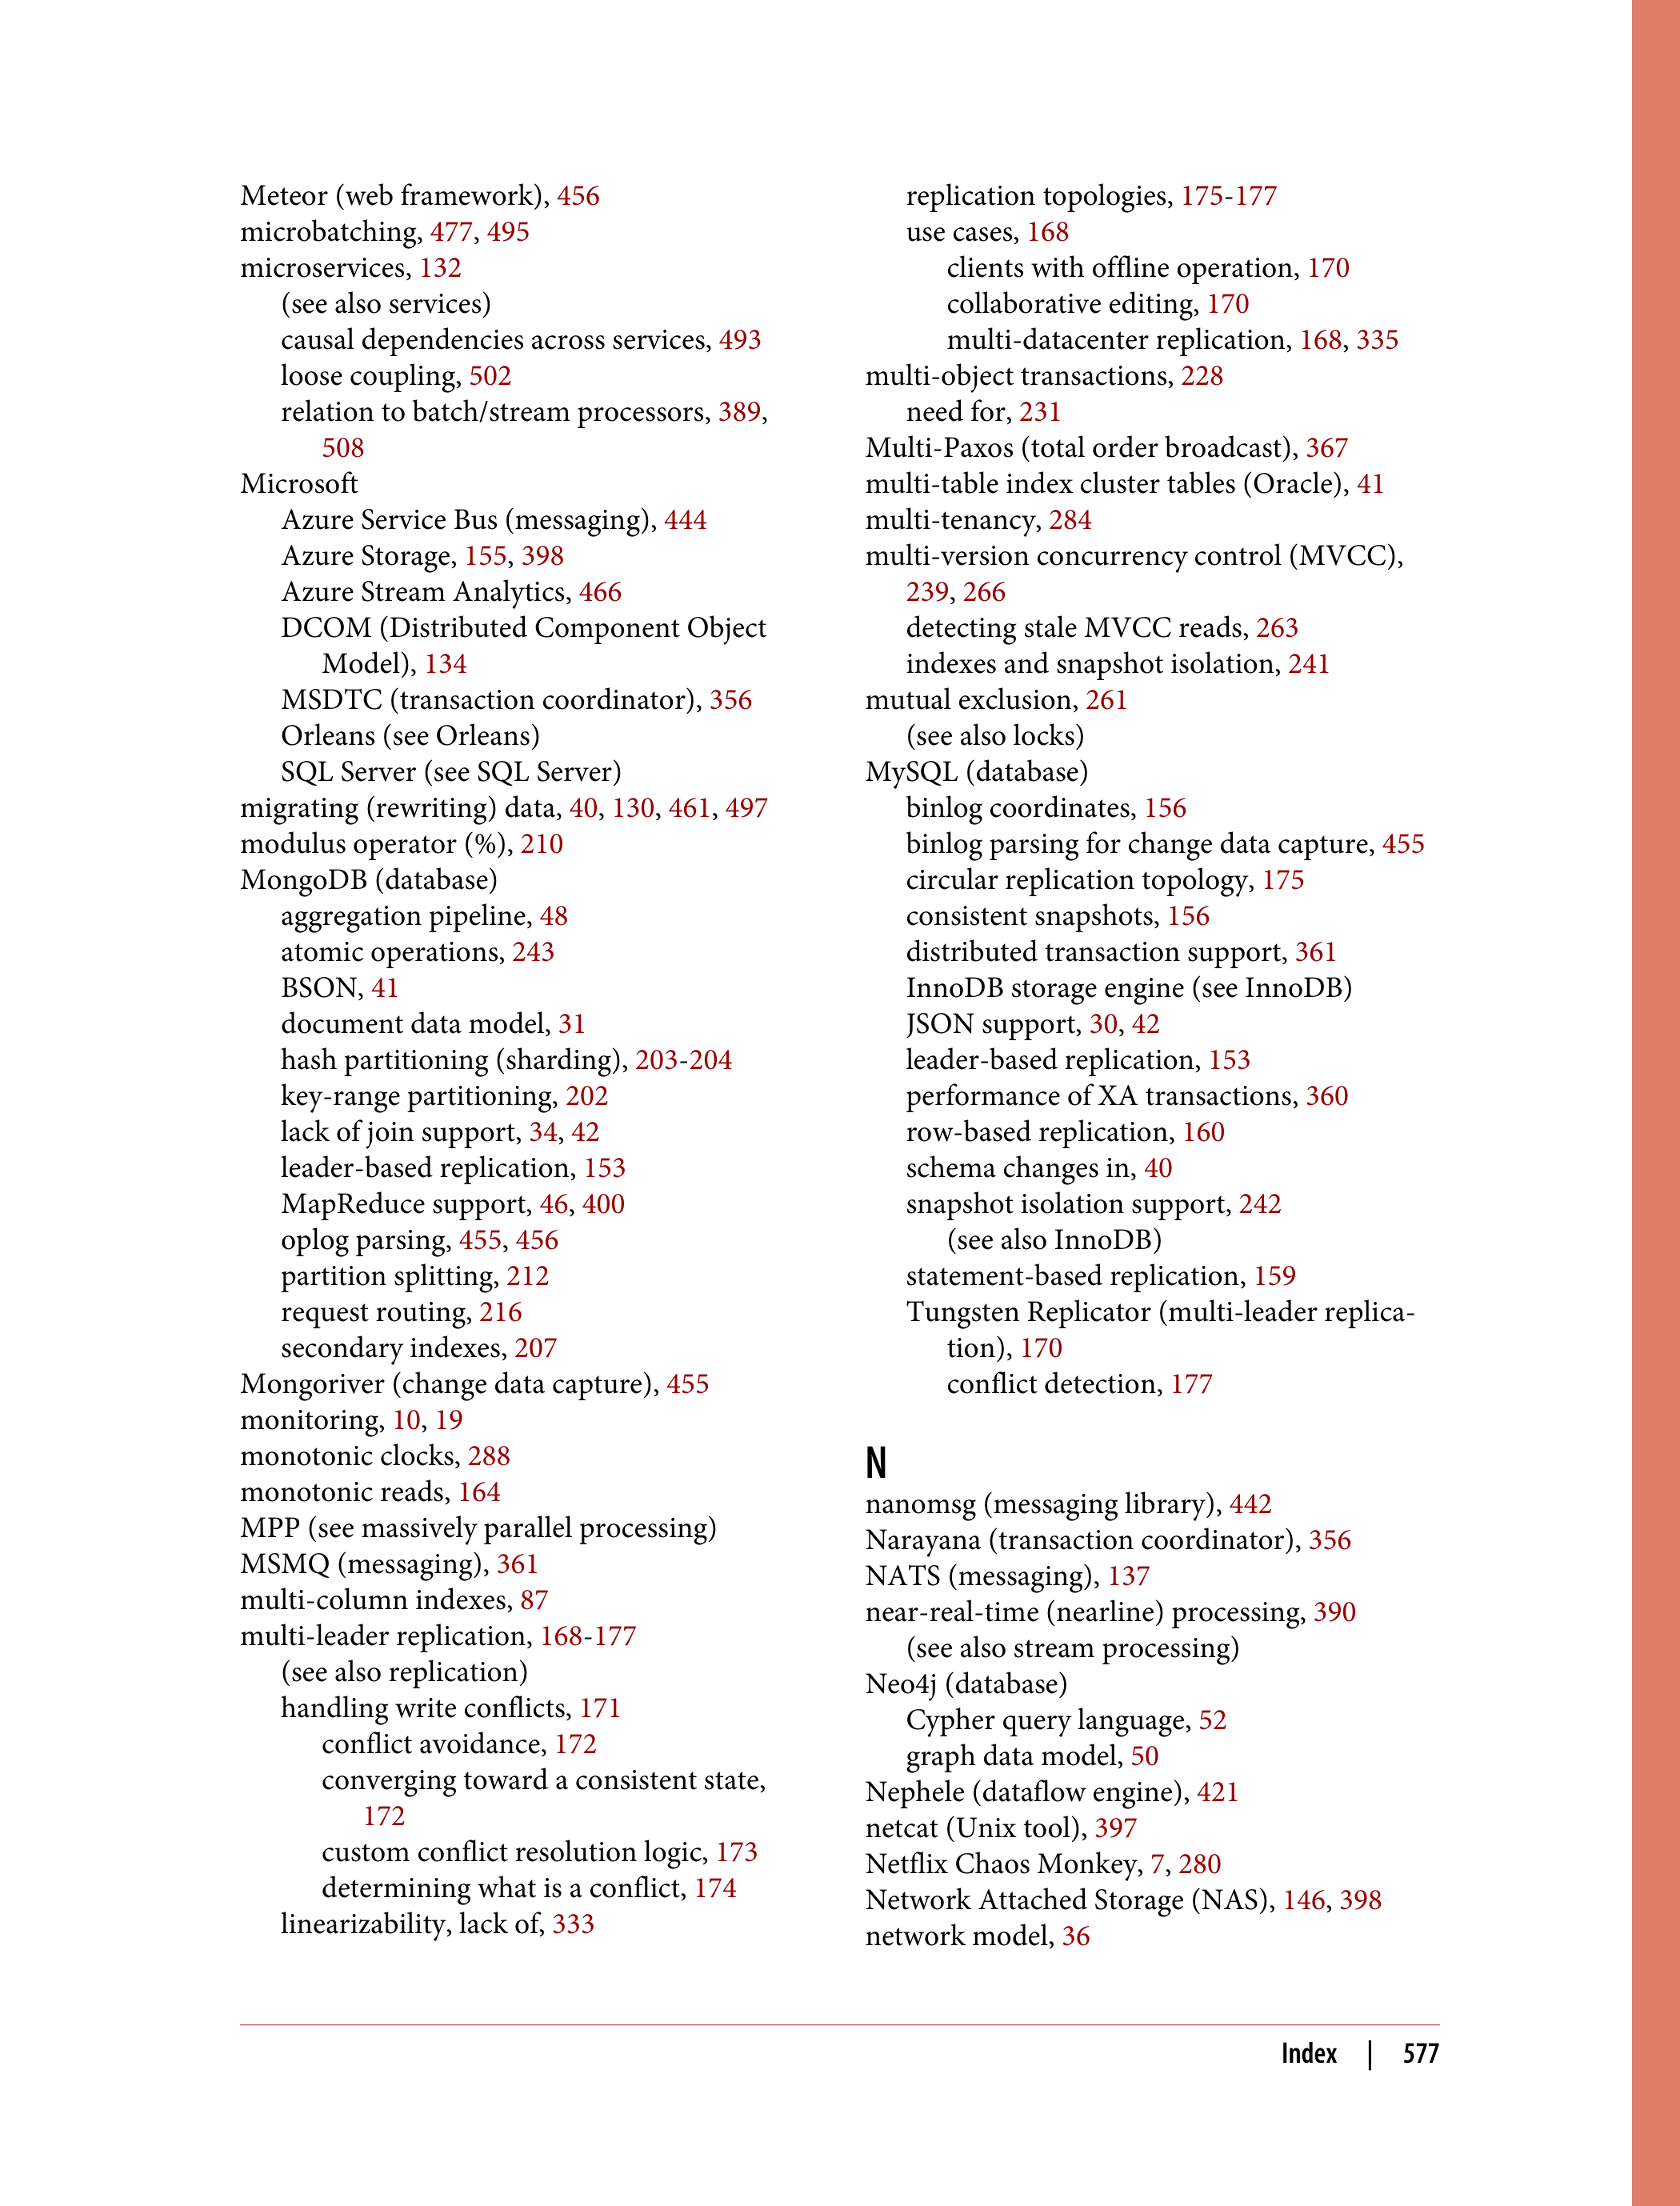 Meteor (web framework), 456
microbatching, 477, 495
microservices, 132
(see also services)
causal dependencies across services, 493
loose coupling, 502
relation to batch/stream processors, 389,
508
Microsoft
Azure Service Bus (messaging), 444
Azure Storage, 155, 398
Azure Stream Analytics, 466
DCOM (Distributed Component Object
Model), 134
MSDTC (transaction coordinator), 356
Orleans (see Orleans)
SQL Server (see SQL Server)
migrating (rewriting) data, 40, 130, 461, 497
modulus operator (%), 210
MongoDB (database)
aggregation pipeline, 48
atomic operations, 243
BSON, 41
document data model, 31
hash partitioning (sharding), 203-204
key-range partitioning, 202
lack of join support, 34, 42
leader-based replication, 153
MapReduce support, 46, 400
oplog parsing, 455, 456
partition splitting, 212
request routing, 216
secondary indexes, 207
Mongoriver (change data capture), 455
monitoring, 10, 19
monotonic clocks, 288
monotonic reads, 164
MPP (see massively parallel processing)
MSMQ (messaging), 361
multi-column indexes, 87
multi-leader replication, 168-177
(see also replication)
handling write conflicts, 171
conflict avoidance, 172
converging toward a consistent state,
172
custom conflict resolution logic, 173
determining what is a conflict, 174
linearizability, lack of, 333
replication topologies, 175-177
use cases, 168
clients with offline operation, 170
collaborative editing, 170
multi-datacenter replication, 168, 335
multi-object transactions, 228
need for, 231
Multi-Paxos (total order broadcast), 367
multi-table index cluster tables (Oracle), 41
multi-tenancy, 284
multi-version concurrency control (MVCC),
239, 266
detecting stale MVCC reads, 263
indexes and snapshot isolation, 241
mutual exclusion, 261
(see also locks)
MySQL (database)
binlog coordinates, 156
binlog parsing for change data capture, 455
circular replication topology, 175
consistent snapshots, 156
distributed transaction support, 361
InnoDB storage engine (see InnoDB)
JSON support, 30, 42
leader-based replication, 153
performance of XA transactions, 360
row-based replication, 160
schema changes in, 40
snapshot isolation support, 242
(see also InnoDB)
statement-based replication, 159
Tungsten Replicator (multi-leader replica-
tion), 170
conflict detection, 177
N
nanomsg (messaging library), 442
Narayana (transaction coordinator), 356
NATS (messaging), 137
near-real-time (nearline) processing, 390
(see also stream processing)
Neo4j (database)
Cypher query language, 52
graph data model, 50
Nephele (dataflow engine), 421
netcat (Unix tool), 397
Netflix Chaos Monkey, 7, 280
Network Attached Storage (NAS), 146, 398
network model, 36
Index | 577